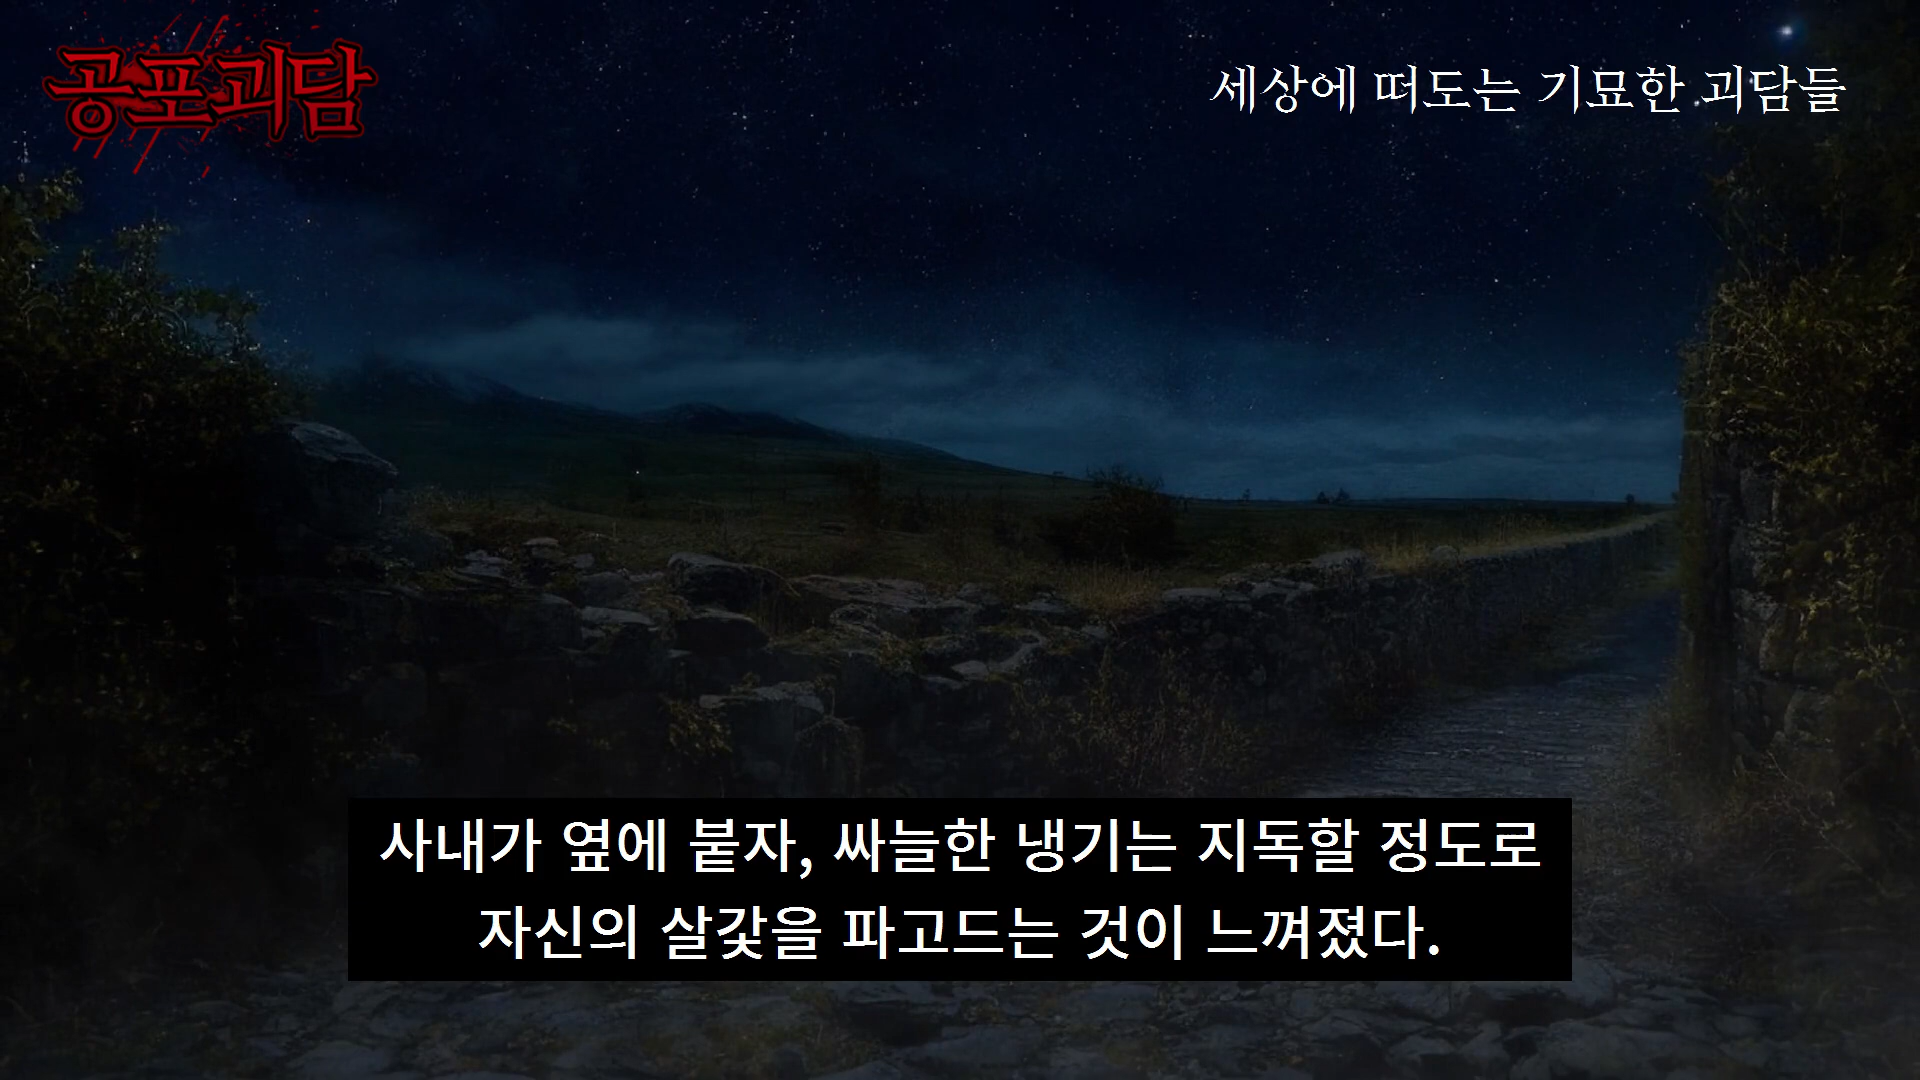 공포괴담
세상에 떠도는 기묘한 괴담들
사내가 옆에 붙자, 싸늘한 냉기는 지독할 정도로
자신의 살갗을 파고드는 것이 느껴졌다.